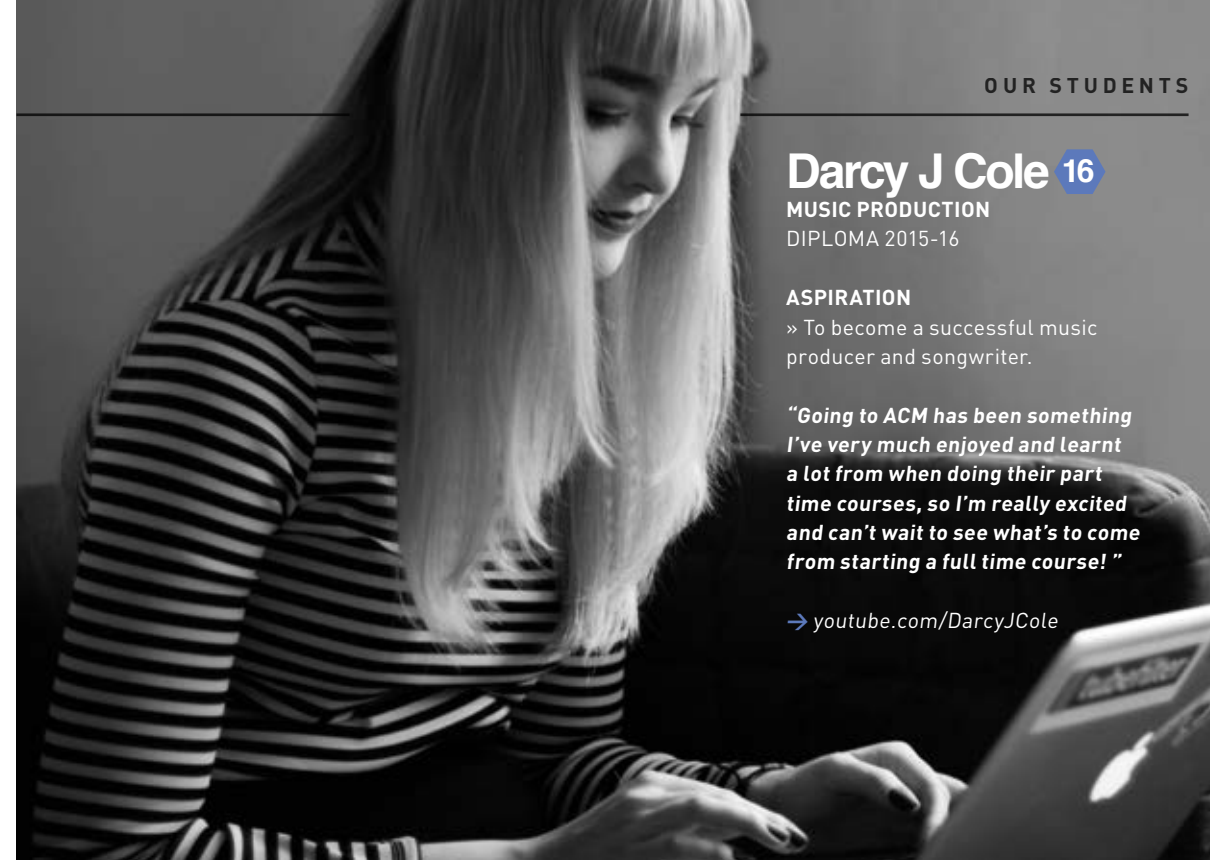 OUR STUDENTS
Darcy J Cole 16
MUSIC PRODUCTION
DIPLOMA 2015-16
ASPIRATION
» To become a successful music
producer and songwriter.
“Going to ACM has been something
I’ve very much enjoyed and learnt
a lot from when doing their part
time courses, so I’m really excited
and can’t wait to see what’s to come
from starting a full time course! ”
→ youtube.com/DarcyJCole